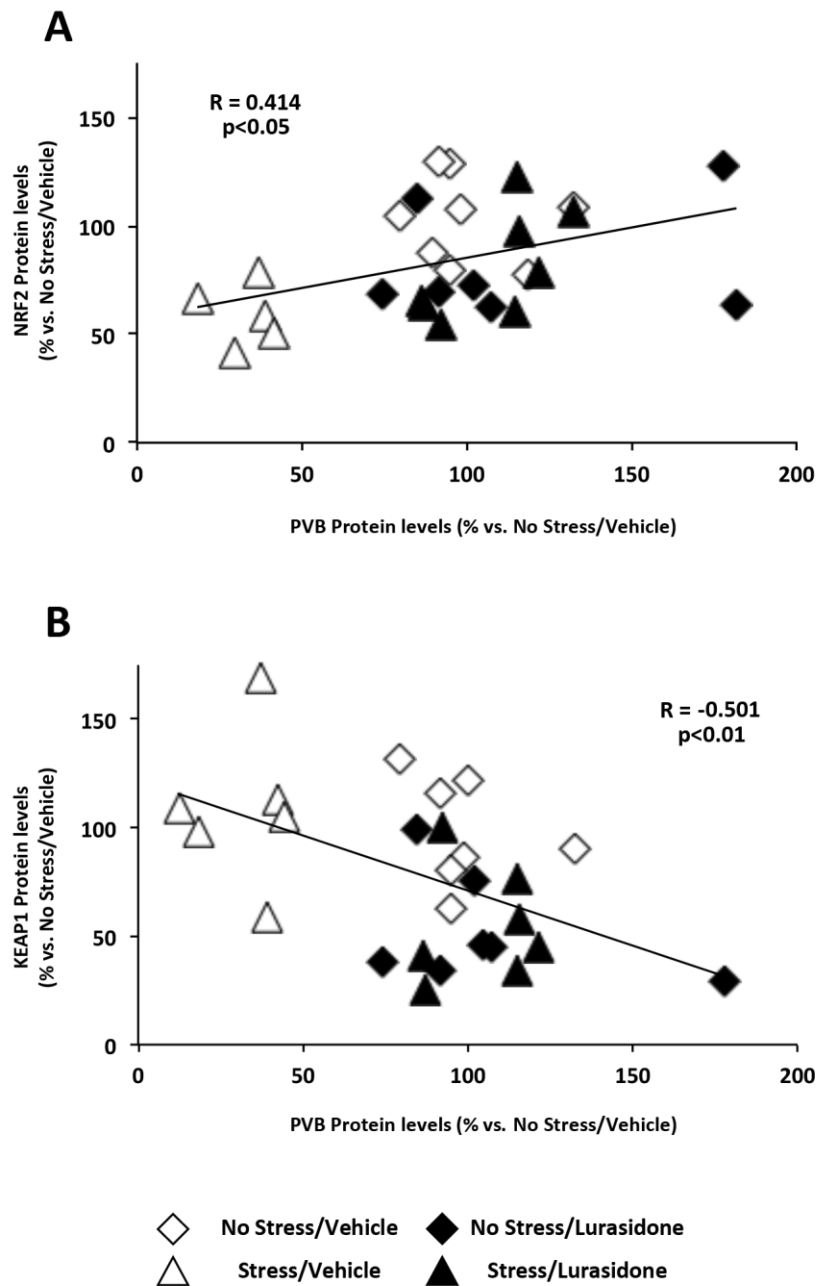 A
R = 0.414
p<0.05
NRF2 Protein levels
(% vs. No Stress/Vehicle)
150
100
50
0
0 50 100 150 200
PVB Protein levels (% vs. No Stress/Vehicle)
B
R = -0.501
p<0.01
KEAP1 Protein levels
(% vs. No Stress/Vehicle)
150
100
50
0
0 50 100 150 200
PVB Protein levels (% vs. No Stress/Vehicle)
No Stress/Vehicle No Stress/Lurasidone
Stress/Vehicle Stress/Lurasidone